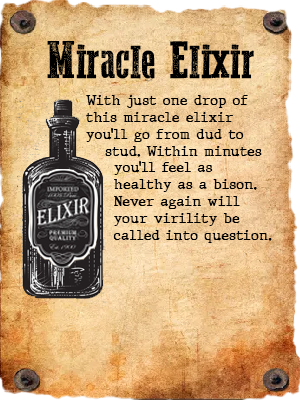 Miracle Elixir
With just one drop of
this miracle elixir
you'll go from dud to
stud. Within minutes
you'll feel as
healthy as a bison.
Never again will
your virility be
called into question.
IMPORTED
ELIXIR
PREMIUM
QUALITY
Est. 1900